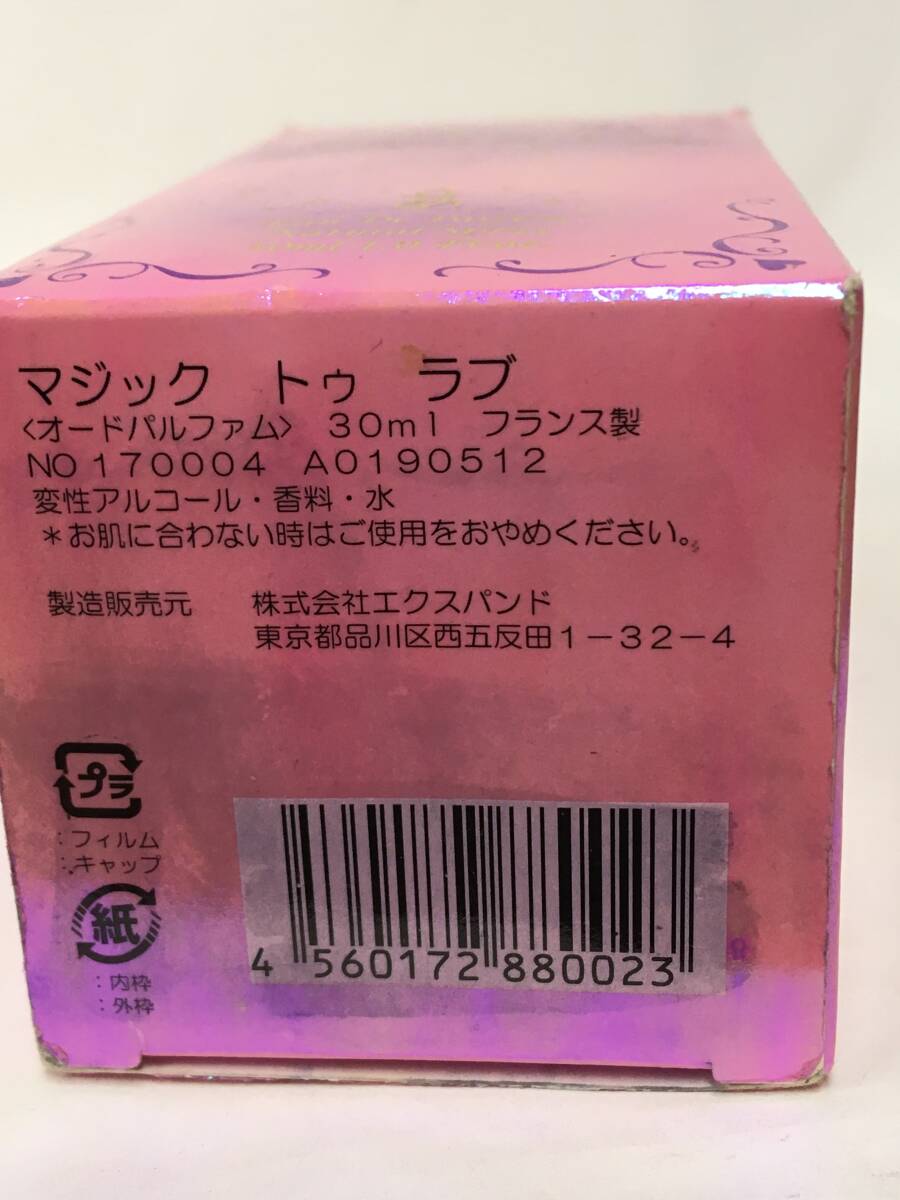 マジック トゥ ラブ
〈オードパルファム〉 30ml フランス製
NO 170004 A0190512
変性アルコール・香料・水
＊お肌に合わない時はご使用をおやめください。
製造販売元 株式会社エクスパンド
東京都品川区西五反田1-32-4
プラ
：フィルム
：キャップ
紙
：内枠
：外枠
4 560172 880023